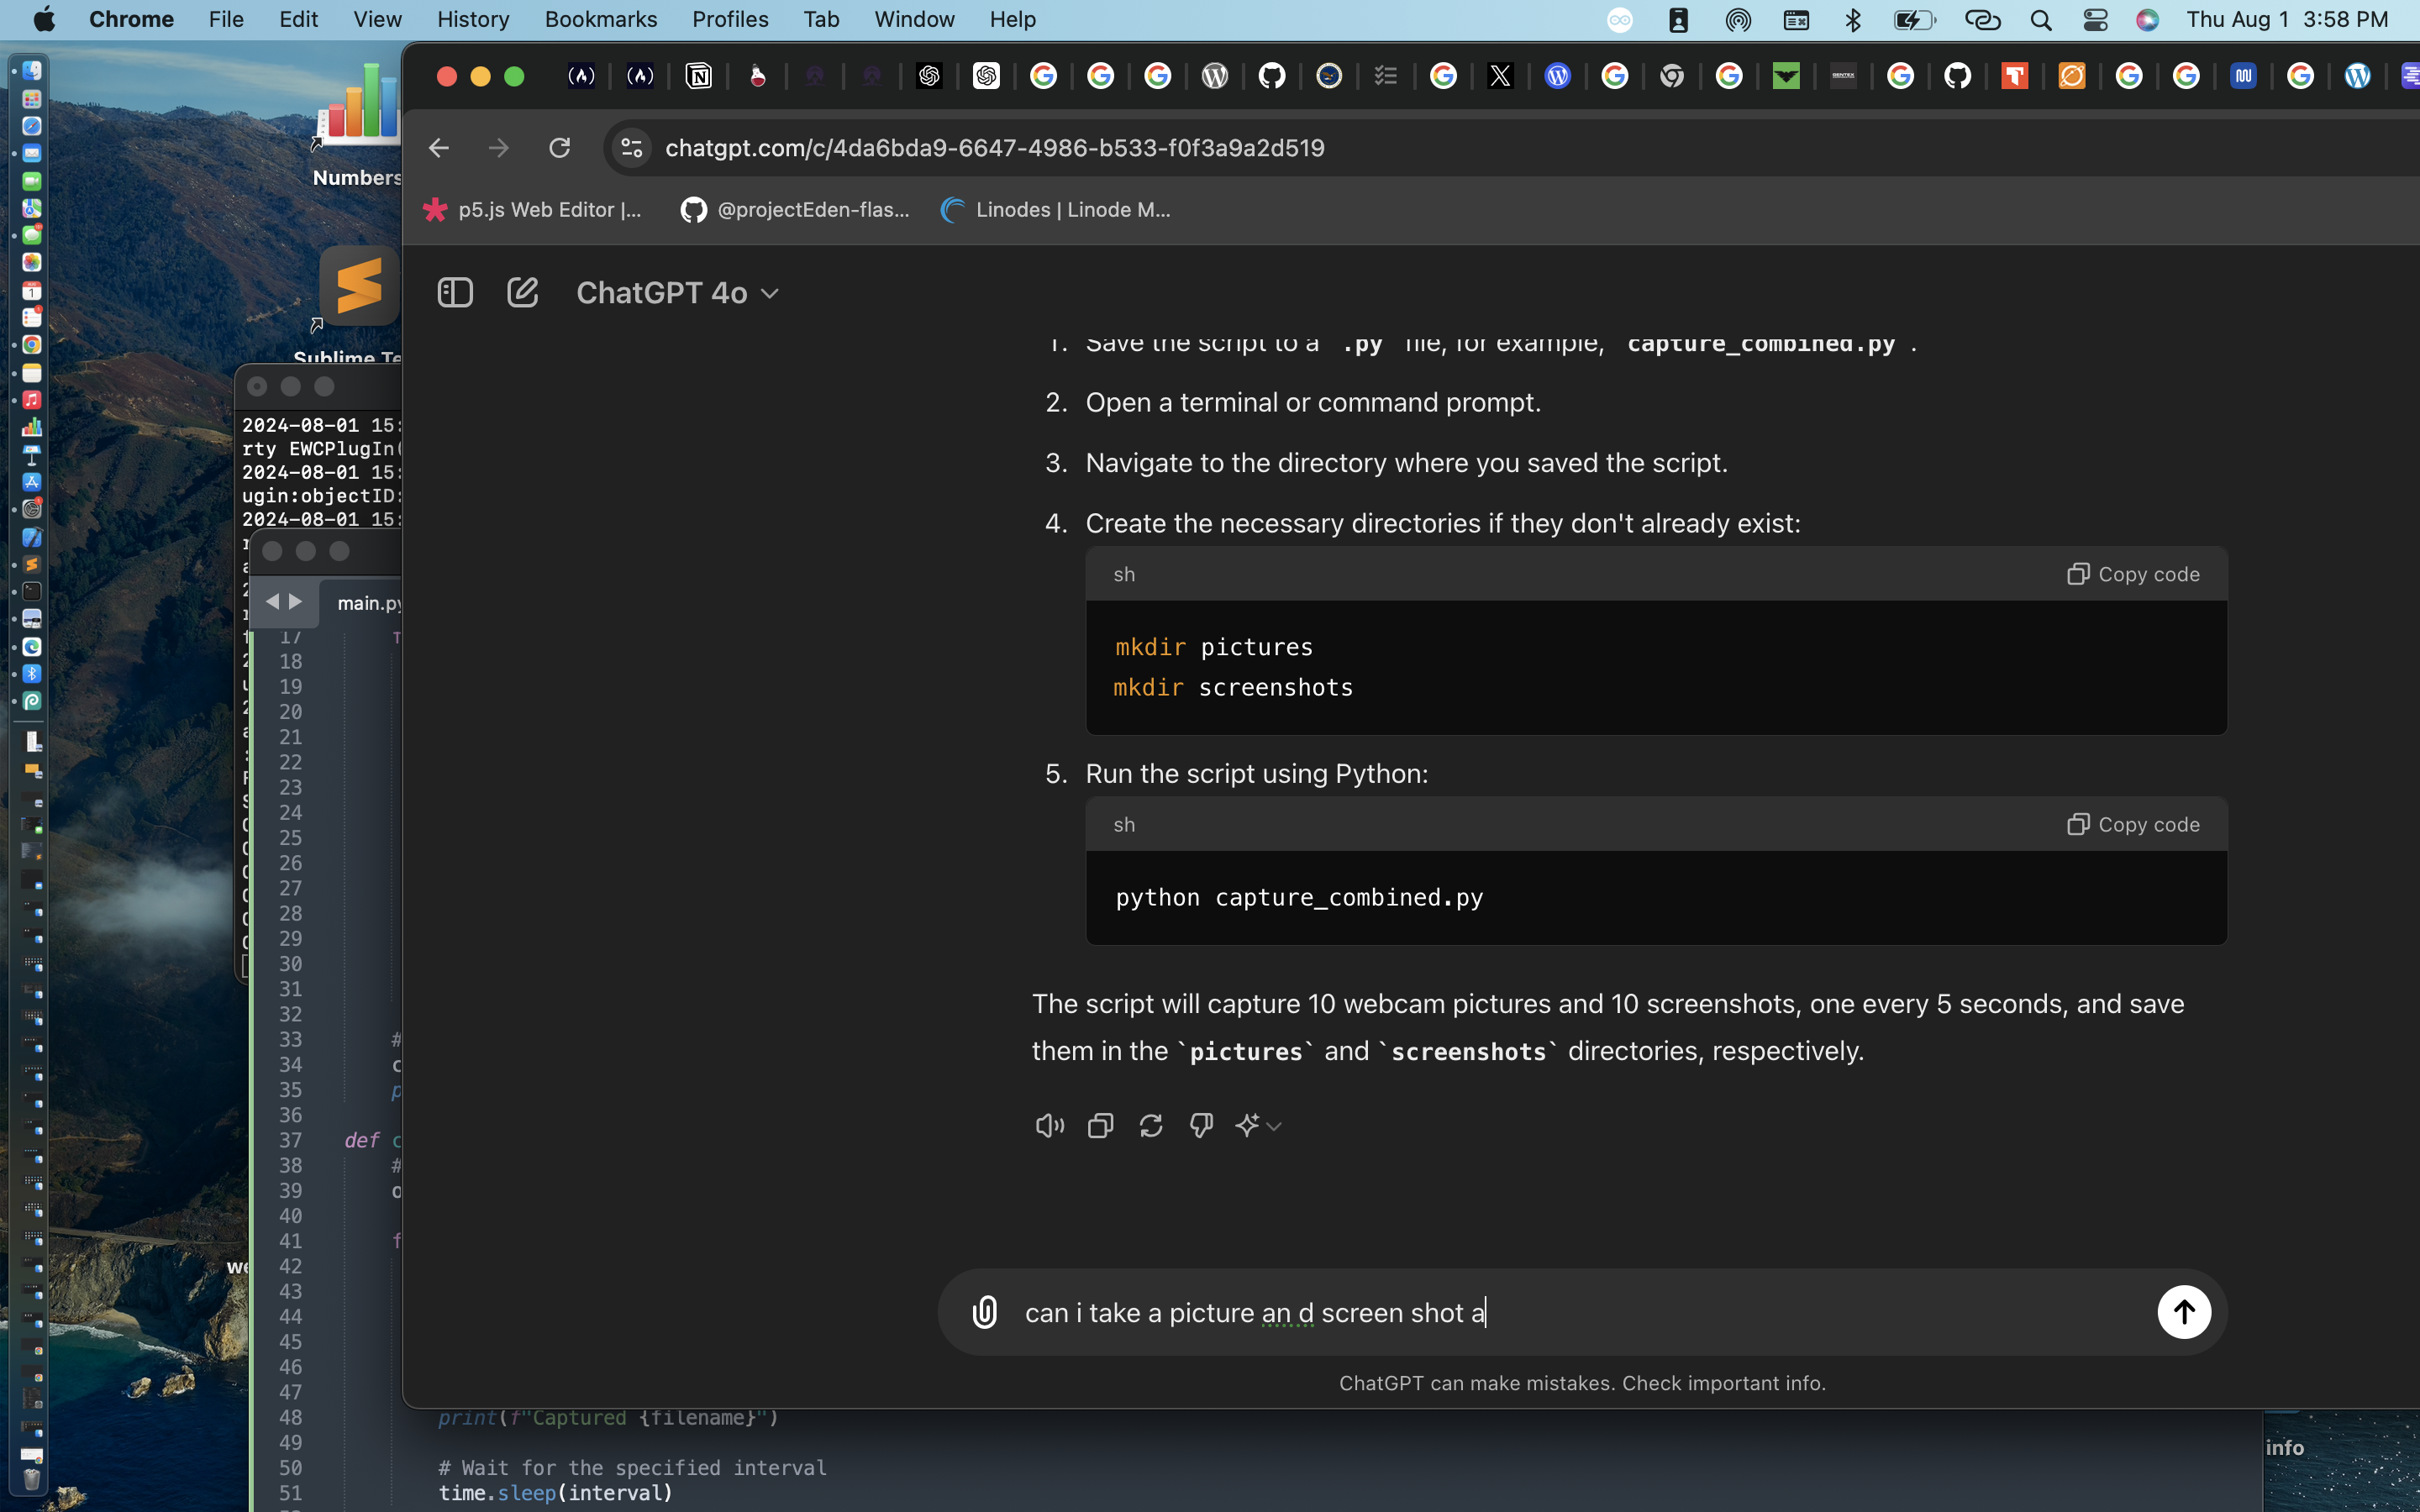 Chrome File Edit View History Bookmarks Profiles Tab Window Help Thu Aug 1 3:58 PM
Numbers
chatgpt.com/c/4da6bda9-6647-4986-b533-f0f3a9a2d519
p5.js Web Editor |... @projectEden-flas... Linodes | Linode M...
ChatGPT 4o
Sublime Te
1. Save the script to a .py file, for example, capture_combined.py .
2. Open a terminal or command prompt.
3. Navigate to the directory where you saved the script.
4. Create the necessary directories if they don't already exist:
sh Copy code
mkdir pictures
mkdir screenshots
5. Run the script using Python:
sh Copy code
python capture_combined.py
The script will capture 10 webcam pictures and 10 screenshots, one every 5 seconds, and save
them in the `pictures` and `screenshots` directories, respectively.
can i take a picture an d screen shot a
ChatGPT can make mistakes. Check important info.
2024-08-01 15:
rty EWCPlugIn(
2024-08-01 15:
ugin:objectID:
2024-08-01 15:
main.py
17
18
19
20
21
22
23
24
25
26
27
28
29
30
31
32
33 #
34 c
35 p
36
37 def c
38 #
39 o
40
41 f
42
43
44
45
46
47
48 print(f"Captured {filename}")
49
50 # Wait for the specified interval
51 time.sleep(interval)
we
info